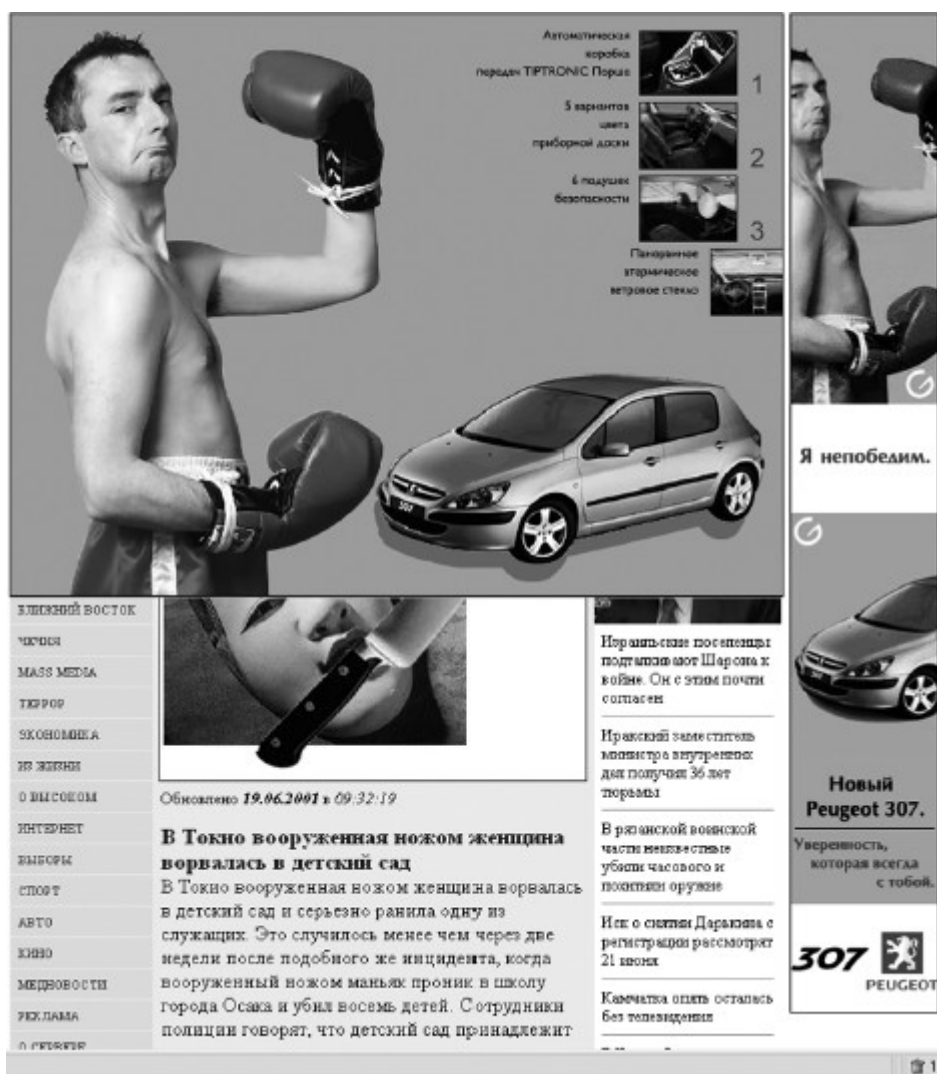 Автоматическая
коробка
передач TIPTRONIC Порше
1
5 вариантов
цвета
приборной доски
2
6 подушек
безопасности
3
Панорамное
атермическое
ветровое стекло
307
Я непобедим.
Новый
Peugeot 307.
Уверенность,
которая всегда
с тобой.
307
PEUGEOT
БЛИЖНИЙ ВОСТОК
ЧЕЧНЯ
MASS MEDIA
ТЕРРОР
ЭКОНОМИКА
ИЗ ЖИЗНИ
О ВЫСОКОМ
ИНТЕРНЕТ
ВЫБОРЫ
СПОРТ
АВТО
КИНО
МЕДНОВОСТИ
РЕКЛАМА
О СЕРВЕРЕ
Обновлено 19.06.2001 в 09:32:19
В Токио вооруженная ножом женщина
ворвалась в детский сад
В Токио вооруженная ножом женщина ворвалась
в детский сад и серьезно ранила одну из
служащих. Это случилось менее чем через две
недели после подобного же инцидента, когда
вооруженный ножом маньяк проник в школу
города Осака и убил восемь детей. Сотрудники
полиции говорят, что детский сад принадлежит
Израильские поселенцы
подталкивают Шарона к
войне. Он с этим почти
согласен
Иракский заместитель
министра внутренних
дел получил 36 лет
тюрьмы
В рязанской воинской
части неизвестные
убили часового и
похитили оружие
Иск о снятии Дарькина с
регистрации рассмотрят
21 июня
Камчатка опять осталась
без телевидения
1